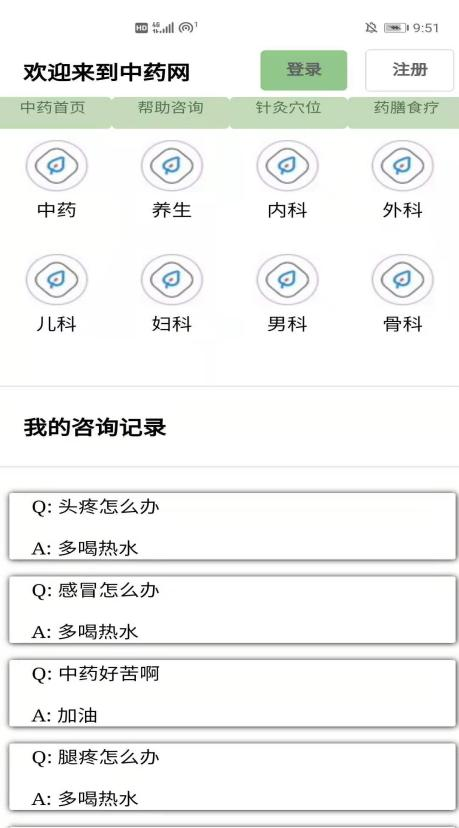 HD 4G 1 9:51
欢迎来到中药网 登录 注册
中药首页 帮助咨询 针灸穴位 药膳食疗
中药 养生 内科 外科
儿科 妇科 男科 骨科
我的咨询记录
Q: 头疼怎么办
A: 多喝热水
Q: 感冒怎么办
A: 多喝热水
Q: 中药好苦啊
A: 加油
Q: 腿疼怎么办
A: 多喝热水